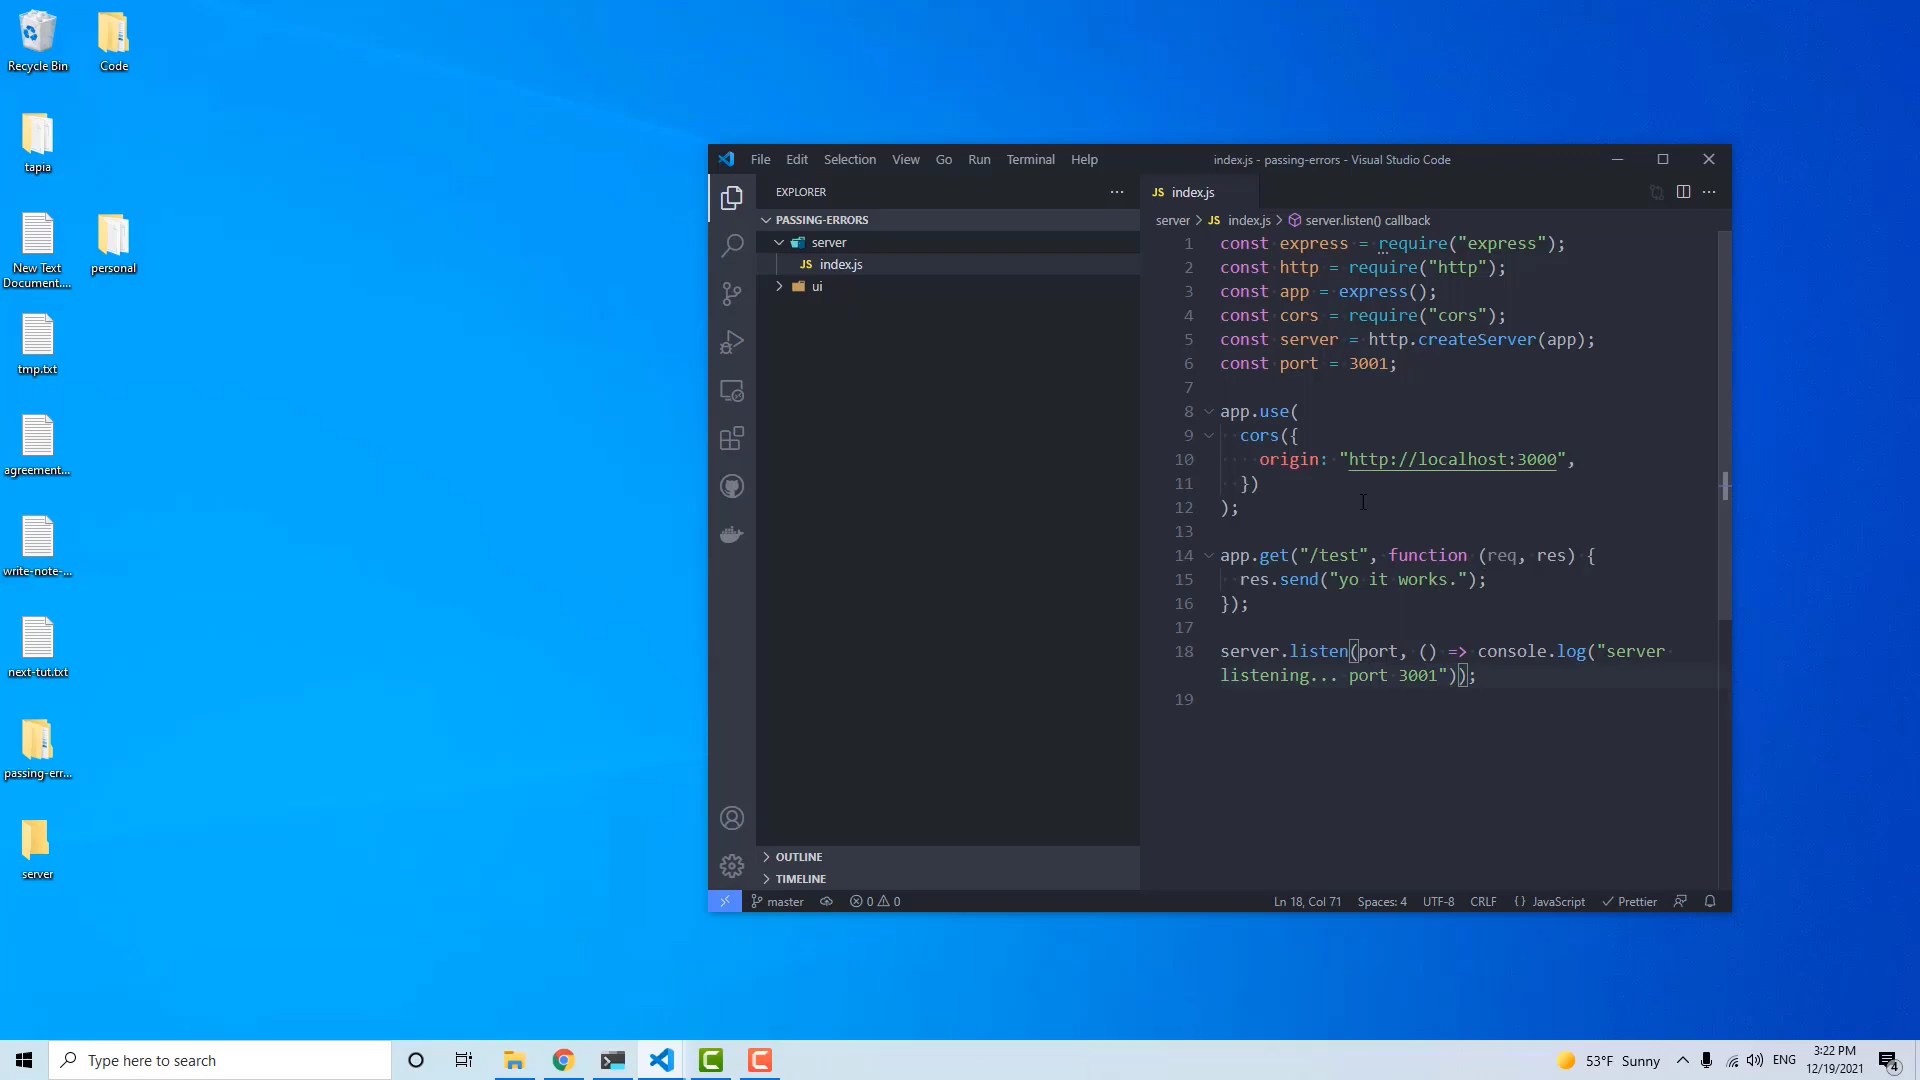 Recycle Bin
Code
tapia
New Text
Document....
personal
tmp.txt
agreement...
write-note-...
next-tut.txt
passing-err...
server
File Edit Selection View Go Run Terminal Help
index.js - passing-errors - Visual Studio Code
EXPLORER
PASSING-ERRORS
server
JS index.js
ui
OUTLINE
TIMELINE
JS index.js
server > JS index.js > server.listen() callback
1 const express = require("express");
2 const http = require("http");
3 const app = express();
4 const cors = require("cors");
5 const server = http.createServer(app);
6 const port = 3001;
7
8 app.use(
9 cors({
10 origin: "http://localhost:3000",
11 })
12 );
13
14 app.get("/test", function (req, res) {
15 res.send("yo it works.");
16 });
17
18 server.listen(port, () => console.log("server
listening... port 3001"));
19
master 0 0 Ln 18, Col 71 Spaces: 4 UTF-8 CRLF {} JavaScript Prettier
Type here to search
53°F Sunny
ENG
3:22 PM
12/19/2021
4